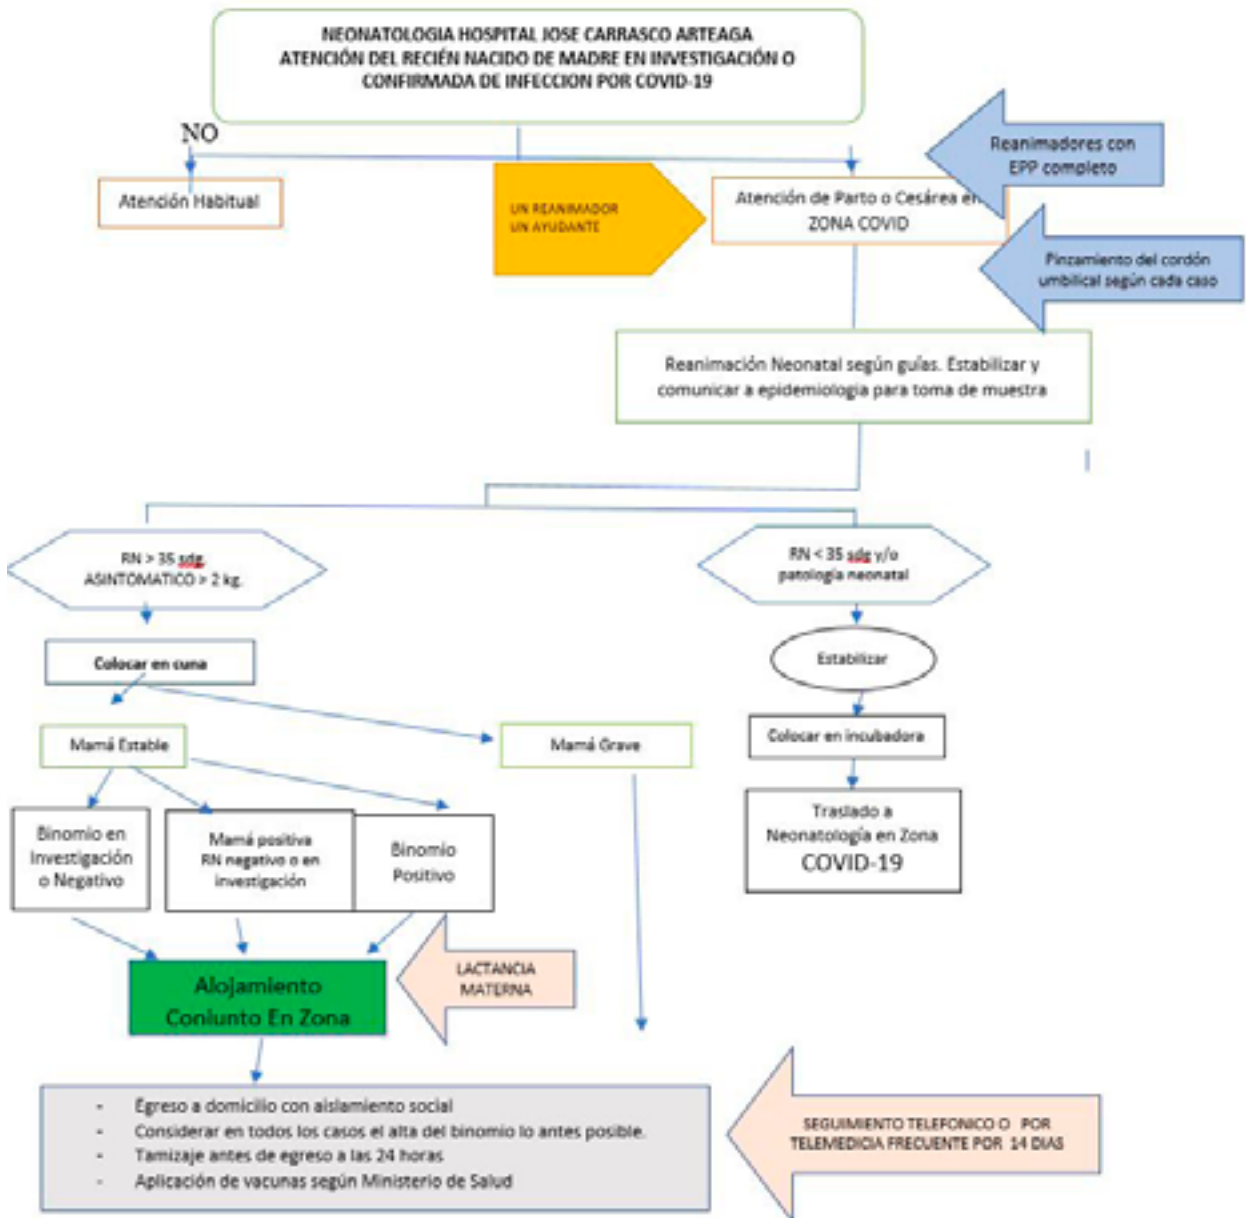 NEONATOLOGIA HOSPITAL JOSE CARRASCO ARTEAGA
ATENCIÓN DEL RECIÉN NACIDO DE MADRE EN INVESTIGACIÓN O
CONFIRMADA DE INFECCION POR COVID-19
NO
Reanimadores con
EPP completo
Atención Habitual
UN REANIMADOR
UN AYUDANTE
Atención de Parto o Cesárea en
ZONA COVID
Pinzamiento del cordón
umbilical según cada caso
Reanimación Neonatal según guías. Estabilizar y
comunicar a epidemiologia para toma de muestra
RN > 35 sdg.
ASINTOMATICO > 2 kg.
RN < 35 sdg y/o
patología neonatal
Colocar en cuna
Estabilizar
Mamá Estable
Mamá Grave
Colocar en incubadora
Binomio en
Investigación
o Negativo
Mamá positiva
RN negativo o en
investigación
Binomio
Positivo
Traslado a
Neonatología en Zona
COVID-19
Alojamiento
Conjunto En Zona
LACTANCIA
MATERNA
- Egreso a domicilio con aislamiento social
- Considerar en todos los casos el alta del binomio lo antes posible.
- Tamizaje antes de egreso a las 24 horas
- Aplicación de vacunas según Ministerio de Salud
SEGUIMIENTO TELEFONICO O POR
TELEMEDICIA FRECUENTE POR 14 DIAS